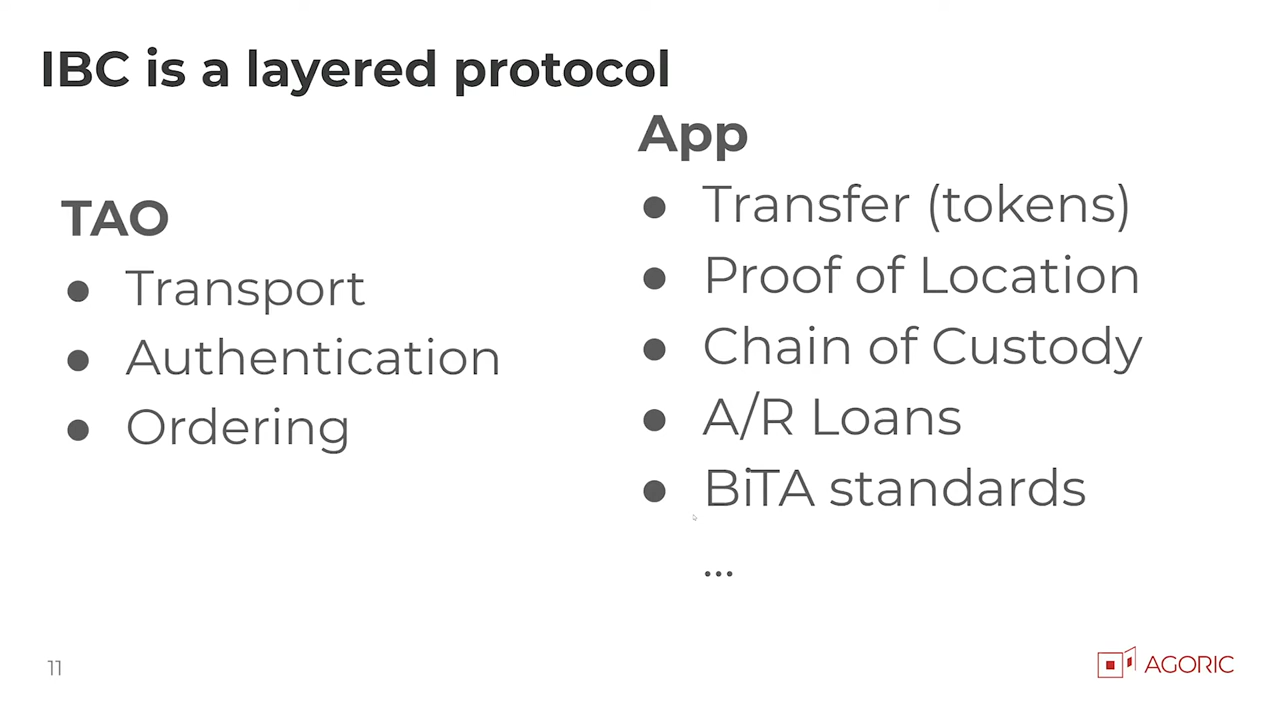 IBC is a layered protocol
TAO
● Transport
● Authentication
● Ordering
App
● Transfer (tokens)
● Proof of Location
● Chain of Custody
● A/R Loans
● BiTA standards
...
11
AGORIC